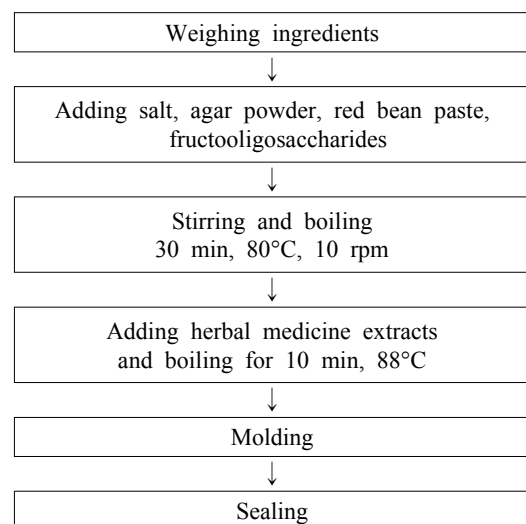 Weighing ingredients
↓
Adding salt, agar powder, red bean paste,
fructooligosaccharides
↓
Stirring and boiling
30 min, 80°C, 10 rpm
↓
Adding herbal medicine extracts
and boiling for 10 min, 88°C
↓
Molding
↓
Sealing